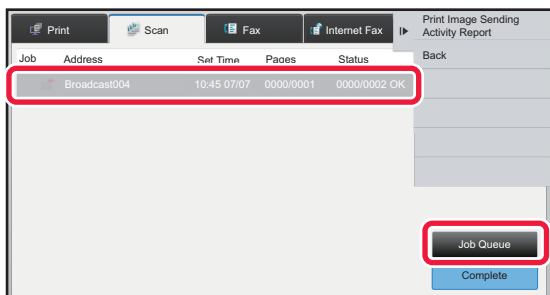 Print
Scan
Fax
Internet Fax
Print Image Sending
Activity Report
Job Address Set Time Pages Status
Back
Broadcast004 10:45 07/07 0000/0001 0000/0002 OK
Job Queue
Complete